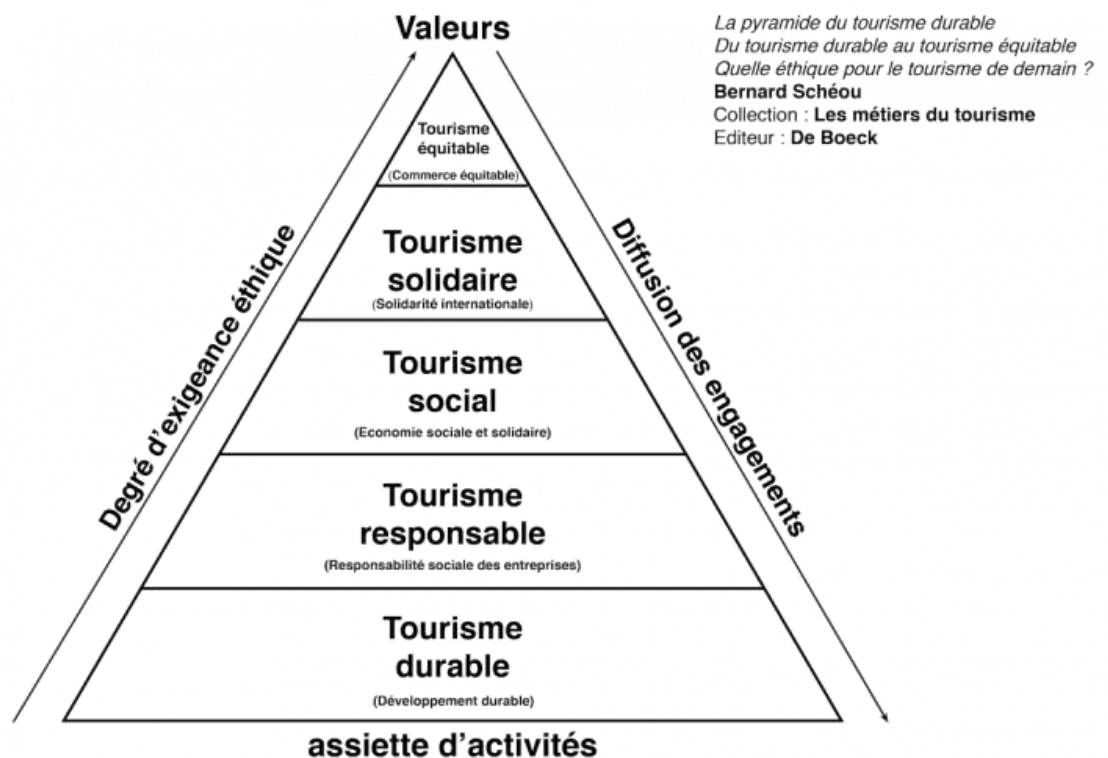 Valeurs
La pyramide du tourisme durable
Du tourisme durable au tourisme équitable
Quelle éthique pour le tourisme de demain ?
Bernard Schéou
Collection : Les métiers du tourisme
Editeur : De Boeck
Tourisme
équitable
(Commerce équitable)
Degré d'exigeance éthique
Diffusion des engagements
Tourisme
solidaire
(Solidarité internationale)
Tourisme
social
(Economie sociale et solidaire)
Tourisme
responsable
(Responsabilité sociale des entreprises)
Tourisme
durable
(Développement durable)
assiette d'activités